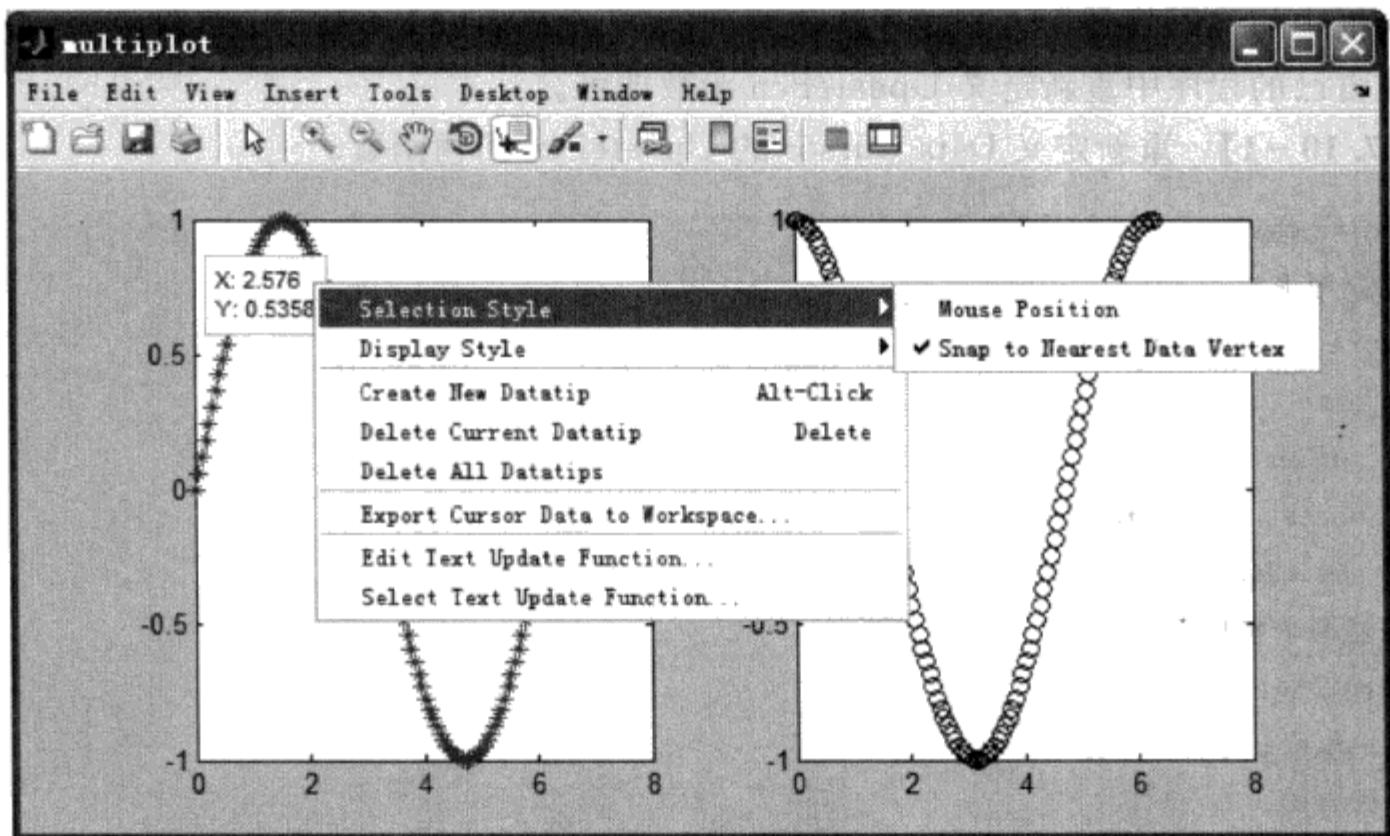 multiplot
File Edit View Insert Tools Desktop Window Help
1
0.5
0
-0.5
-1
0 2 4 6 8
X: 2.576
Y: 0.5358
Selection Style
Display Style
Create New Datatip Alt-Click
Delete Current Datatip Delete
Delete All Datatips
Export Cursor Data to Workspace...
Edit Text Update Function...
Select Text Update Function...
Mouse Position
Snap to Nearest Data Vertex
1
-0.5
-1
0 2 4 6 8